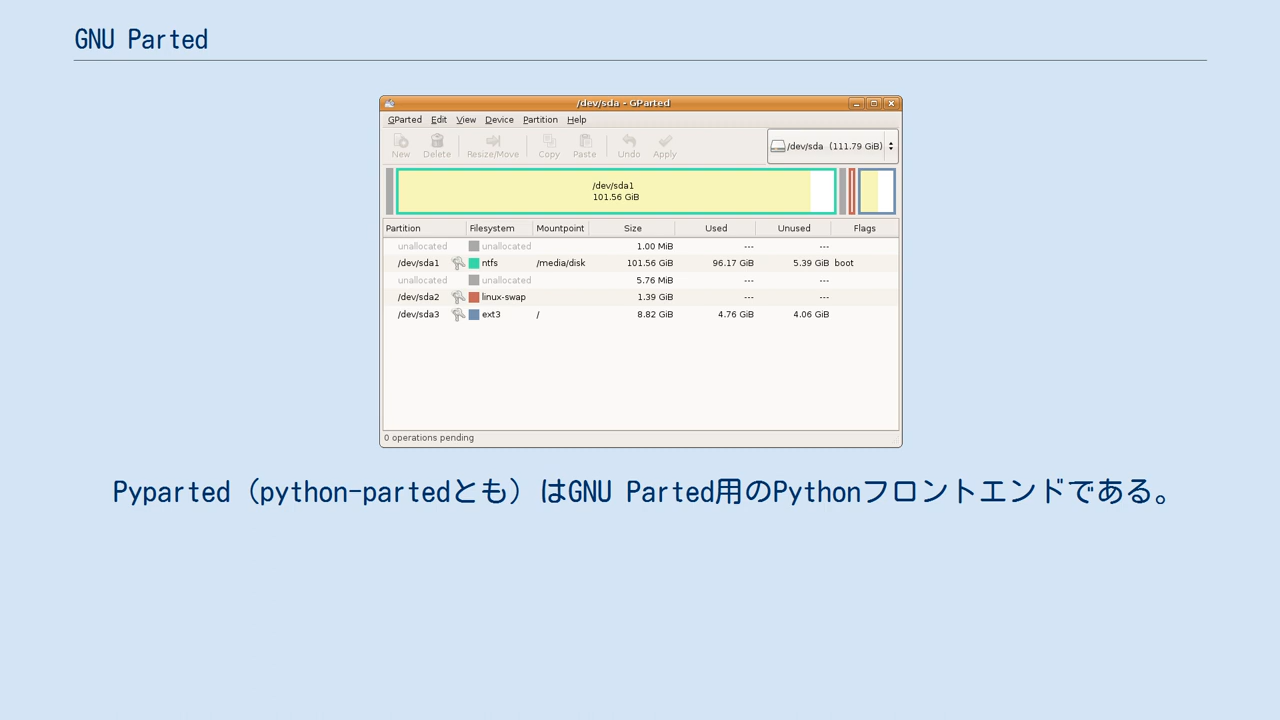 GNU Parted
/dev/sda - GParted
GParted Edit View Device Partition Help
New Delete Resize/Move Copy Paste Undo Apply /dev/sda (111.79 GiB)
/dev/sda1
101.56 GiB
Partition Filesystem Mountpoint Size Used Unused Flags
unallocated unallocated 1.00 MiB --- ---
/dev/sda1 ntfs /media/disk 101.56 GiB 96.17 GiB 5.39 GiB boot
unallocated unallocated 5.76 MiB --- ---
/dev/sda2 linux-swap 1.39 GiB --- ---
/dev/sda3 ext3 / 8.82 GiB 4.76 GiB 4.06 GiB
0 operations pending
Pyparted（python-partedとも）はGNU Parted用のPythonフロントエンドである。